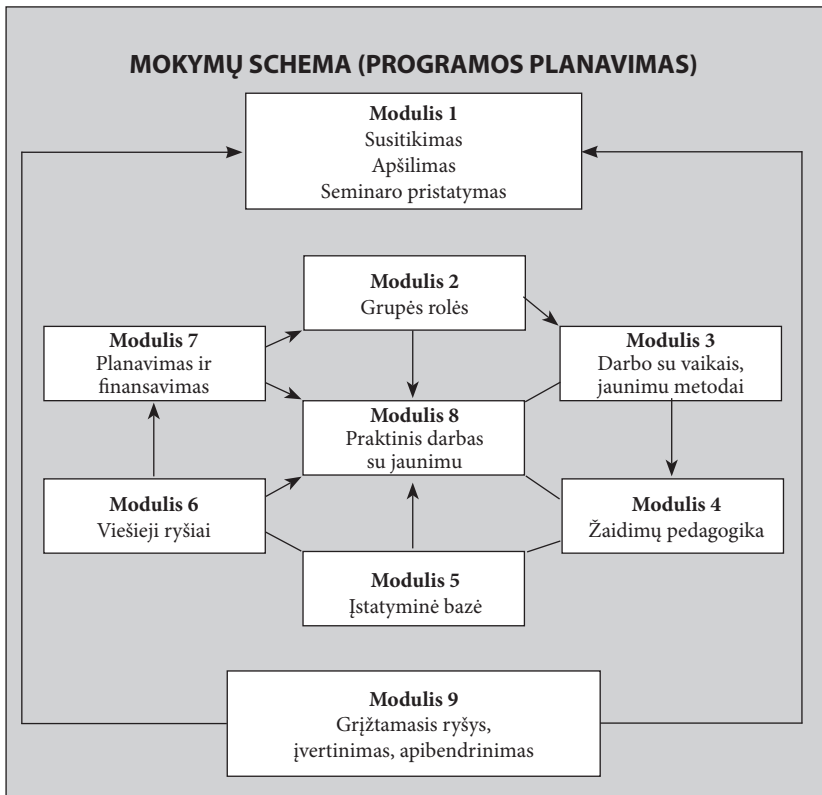 MOKYMŲ SCHEMA (PROGRAMOS PLANAVIMAS)
Modulis 1
Susitikimas
Apšilimas
Seminaro pristatymas
Modulis 2
Grupės rolės
Modulis 7
Planavimas ir
finansavimas
Modulis 3
Darbo su vaikais,
jaunimu metodai
Modulis 8
Praktinis darbas
su jaunimu
Modulis 6
Viešieji ryšiai
Modulis 4
Žaidimų pedagogika
Modulis 5
Įstatyminė bazė
Modulis 9
Grįžtamasis ryšys,
įvertinimas, apibendrinimas